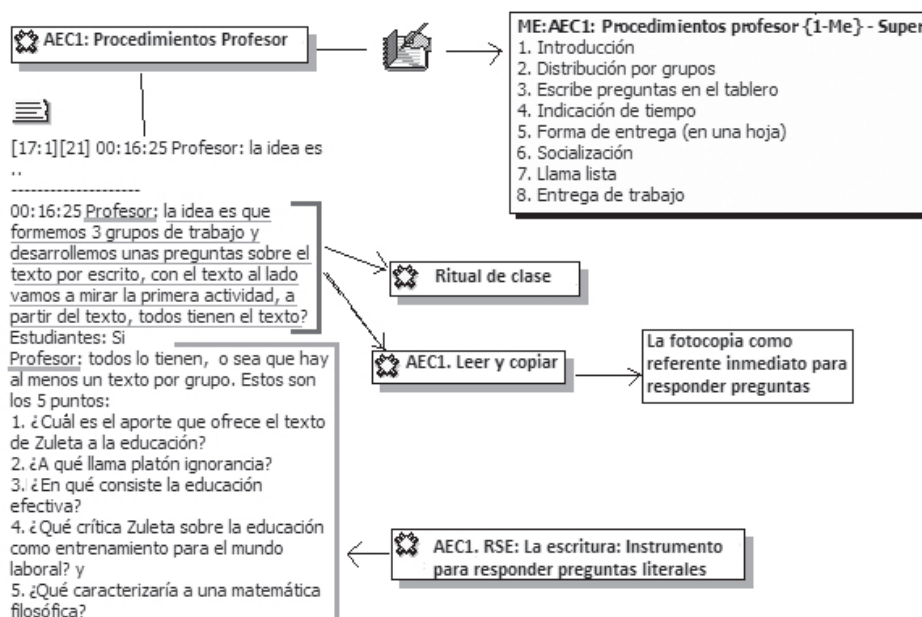 AEC1: Procedimientos Profesor
ME:AEC1: Procedimientos profesor {1-Me} - Super
1. Introducción
2. Distribución por grupos
3. Escribe preguntas en el tablero
4. Indicación de tiempo
5. Forma de entrega (en una hoja)
6. Socialización
7. Llama lista
8. Entrega de trabajo
[17:1][21] 00:16:25 Profesor: la idea es
..
---------------------
00:16:25 Profesor: la idea es que
formemos 3 grupos de trabajo y
desarrollemos unas preguntas sobre el
texto por escrito, con el texto al lado
vamos a mirar la primera actividad, a
partir del texto, todos tienen el texto?
Estudiantes: Si
Profesor: todos lo tienen, o sea que hay
al menos un texto por grupo. Estos son
los 5 puntos:
1. ¿Cuál es el aporte que ofrece el texto
de Zuleta a la educación?
2. ¿A qué llama platón ignorancia?
3. ¿En qué consiste la educación
efectiva?
4. ¿Qué crítica Zuleta sobre la educación
como entrenamiento para el mundo
laboral? y
5. ¿Qué caracterizaría a una matemática
filosófica?
Ritual de clase
AEC1. Leer y copiar
La fotocopia como
referente inmediato para
responder preguntas
AEC1. RSE: La escritura: Instrumento
para responder preguntas literales